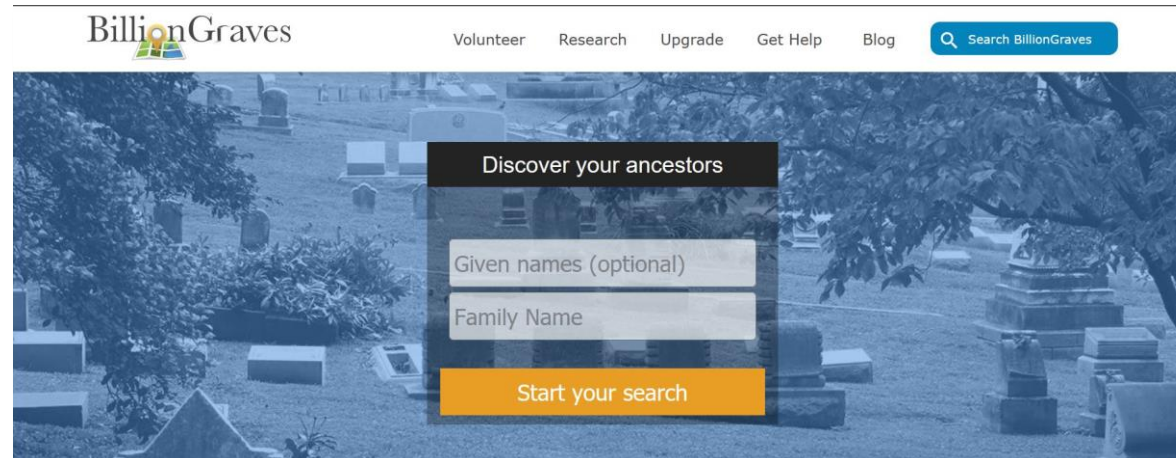 BillionGraves
Volunteer Research Upgrade Get Help Blog Search BillionGraves
Discover your ancestors
Given names (optional)
Family Name
Start your search